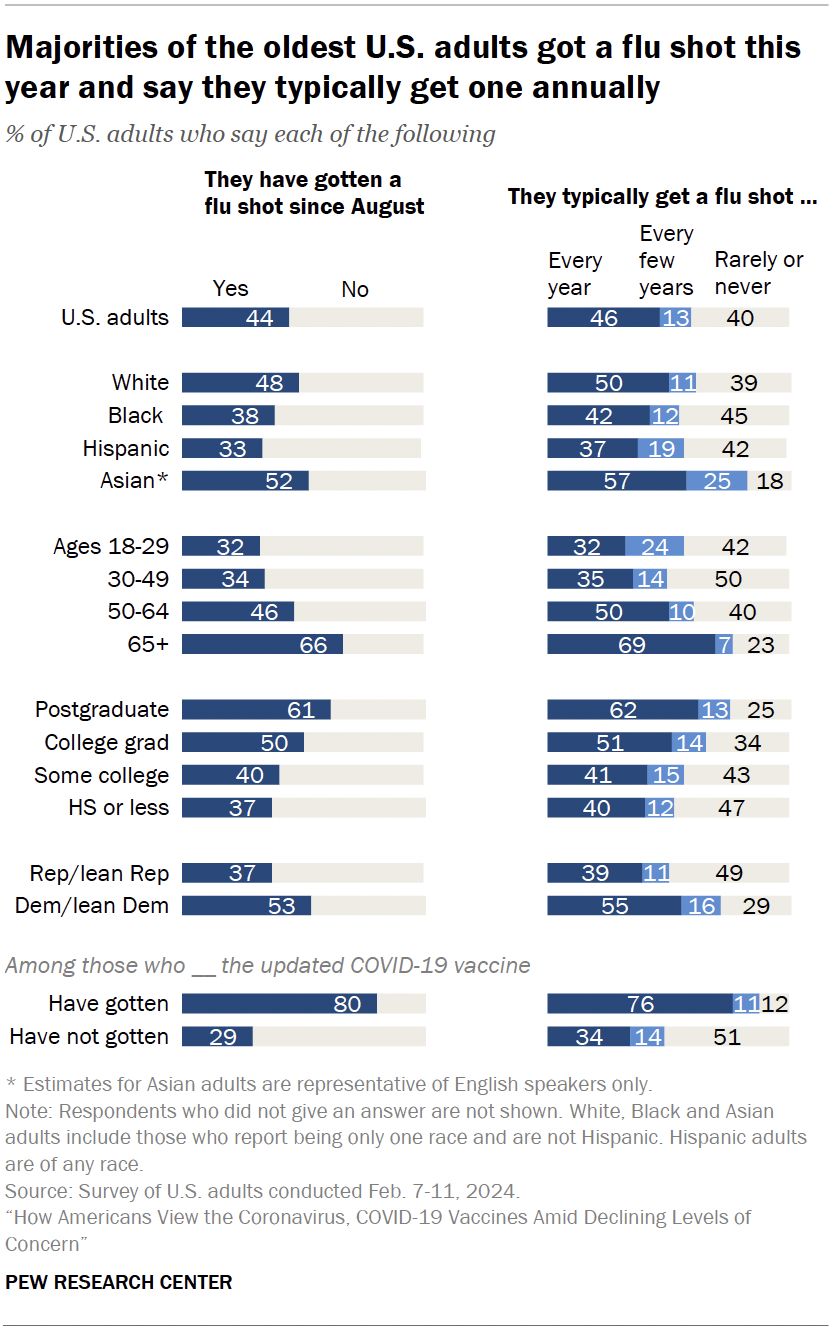 Majorities of the oldest U.S. adults got a flu shot this
year and say they typically get one annually
% of U.S. adults who say each of the following
They have gotten a
flu shot since August
They typically get a flu shot ...
Yes No
Every year Every few years Rarely or never
U.S. adults 44 46 13 40
White 48 50 11 39
Black 38 42 12 45
Hispanic 33 37 19 42
Asian* 52 57 25 18
Ages 18-29 32 32 24 42
30-49 34 35 14 50
50-64 46 50 10 40
65+ 66 69 7 23
Postgraduate 61 62 13 25
College grad 50 51 14 34
Some college 40 41 15 43
HS or less 37 40 12 47
Rep/lean Rep 37 39 11 49
Dem/lean Dem 53 55 16 29
Among those who __ the updated COVID-19 vaccine
Have gotten 80 76 11 12
Have not gotten 29 34 14 51
* Estimates for Asian adults are representative of English speakers only.
Note: Respondents who did not give an answer are not shown. White, Black and Asian
adults include those who report being only one race and are not Hispanic. Hispanic adults
are of any race.
Source: Survey of U.S. adults conducted Feb. 7-11, 2024.
“How Americans View the Coronavirus, COVID-19 Vaccines Amid Declining Levels of
Concern”
PEW RESEARCH CENTER